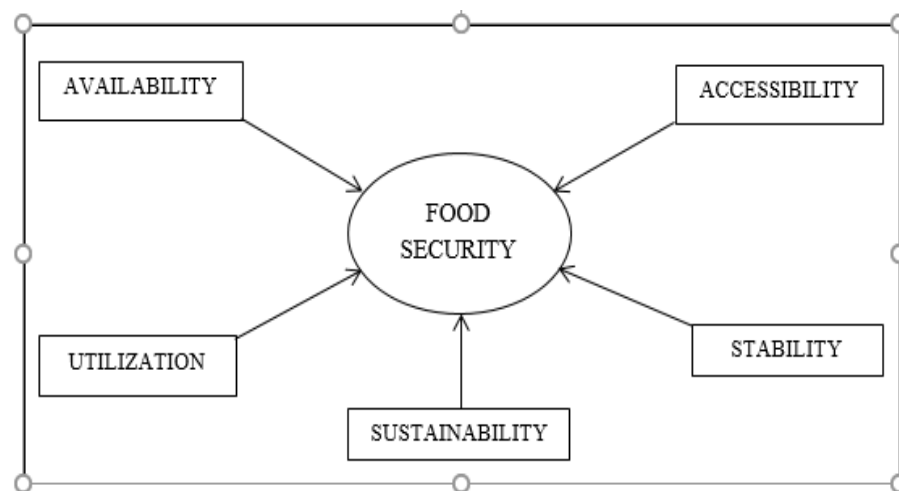 AVAILABILITY
ACCESSIBILITY
FOOD
SECURITY
UTILIZATION
STABILITY
SUSTAINABILITY